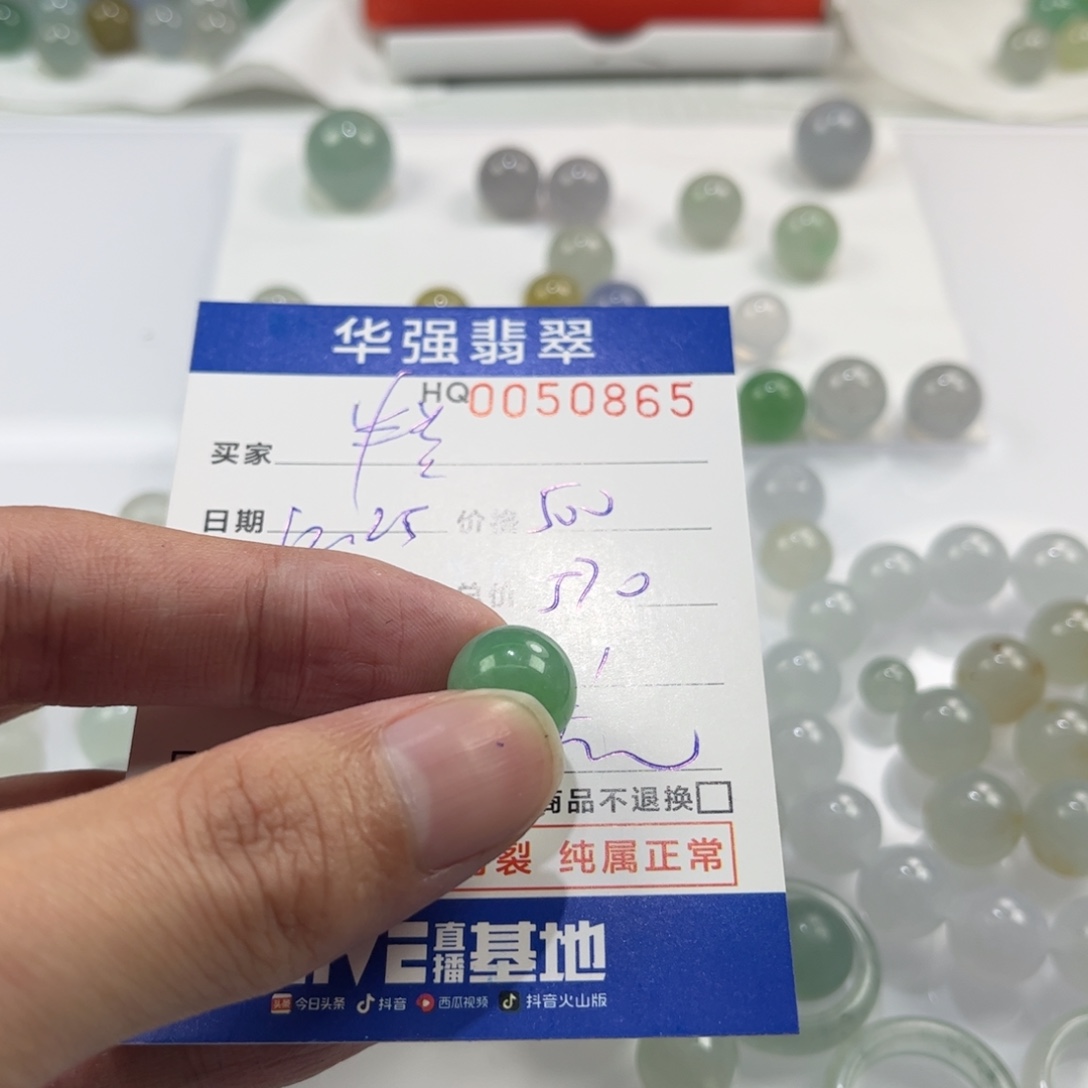 华强翡翠
HQ0050865
买家
日期 25 价格 500
总价 570
商品不退换
裂 纯属正常
直播基地
今日头条 抖音 西瓜视频 抖音火山版